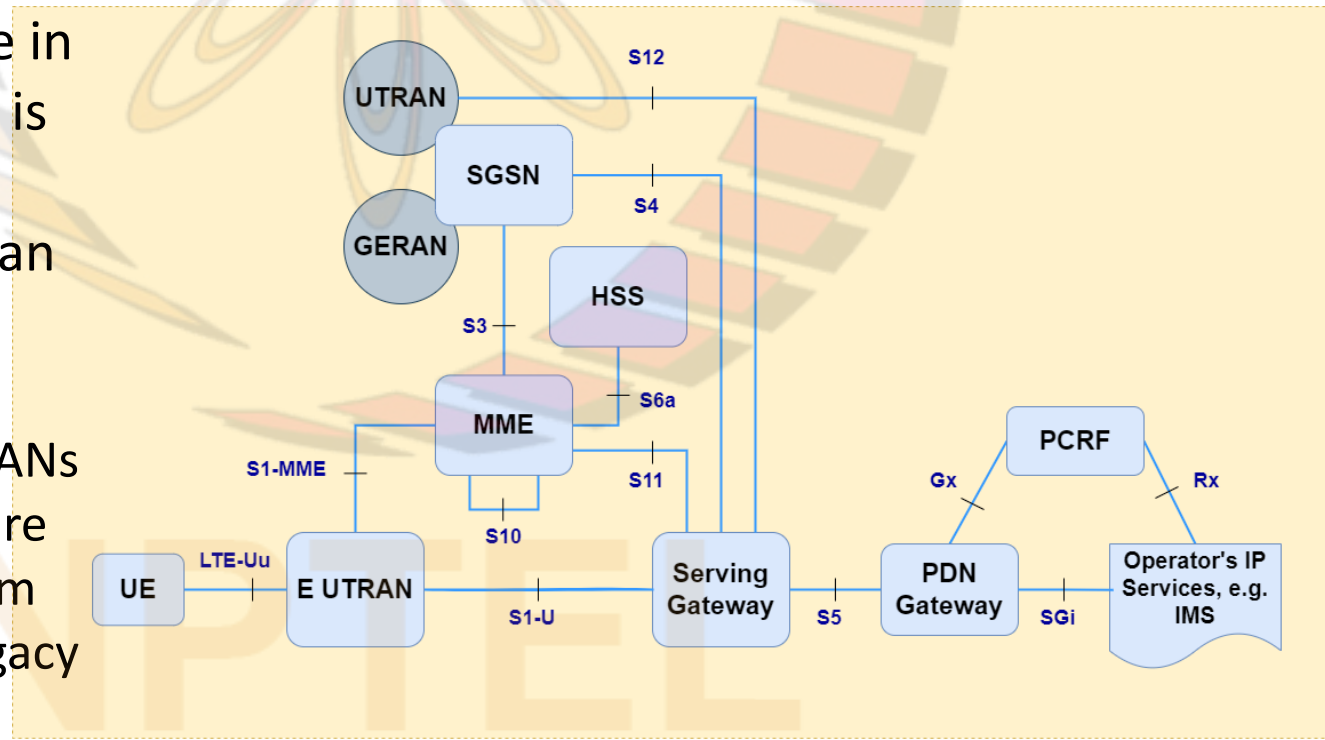 e in
is
an
ANs
re
m
gacy
S12
UTRAN
SGSN
S4
GERAN
HSS
S3
S6a
MME
PCRF
S1-MME
S11
Gx
Rx
S10
LTE-Uu
UE
E UTRAN
S1-U
Serving
Gateway
S5
PDN
Gateway
SGi
Operator's IP
Services, e.g.
IMS
NPTEL